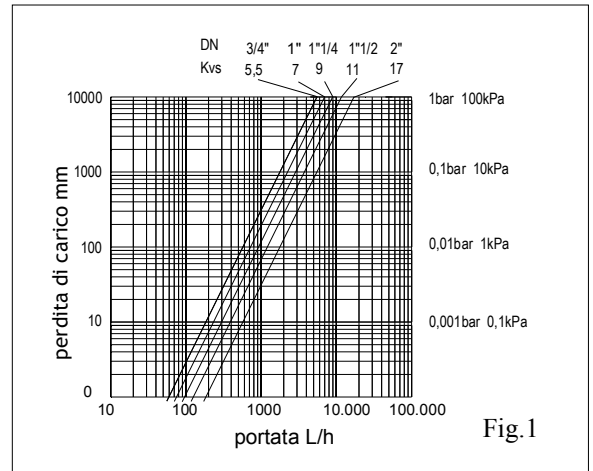 DN 3/4" 1" 1"1/4 1"1/2 2"
Kvs 5,5 7 9 11 17
10000 1bar 100kPa
1000 0,1bar 10kPa
100 0,01bar 1kPa
10 0,001bar 0,1kPa
0
perdita di carico mm
10 100 1000 10.000 100.000
portata L/h
Fig.1